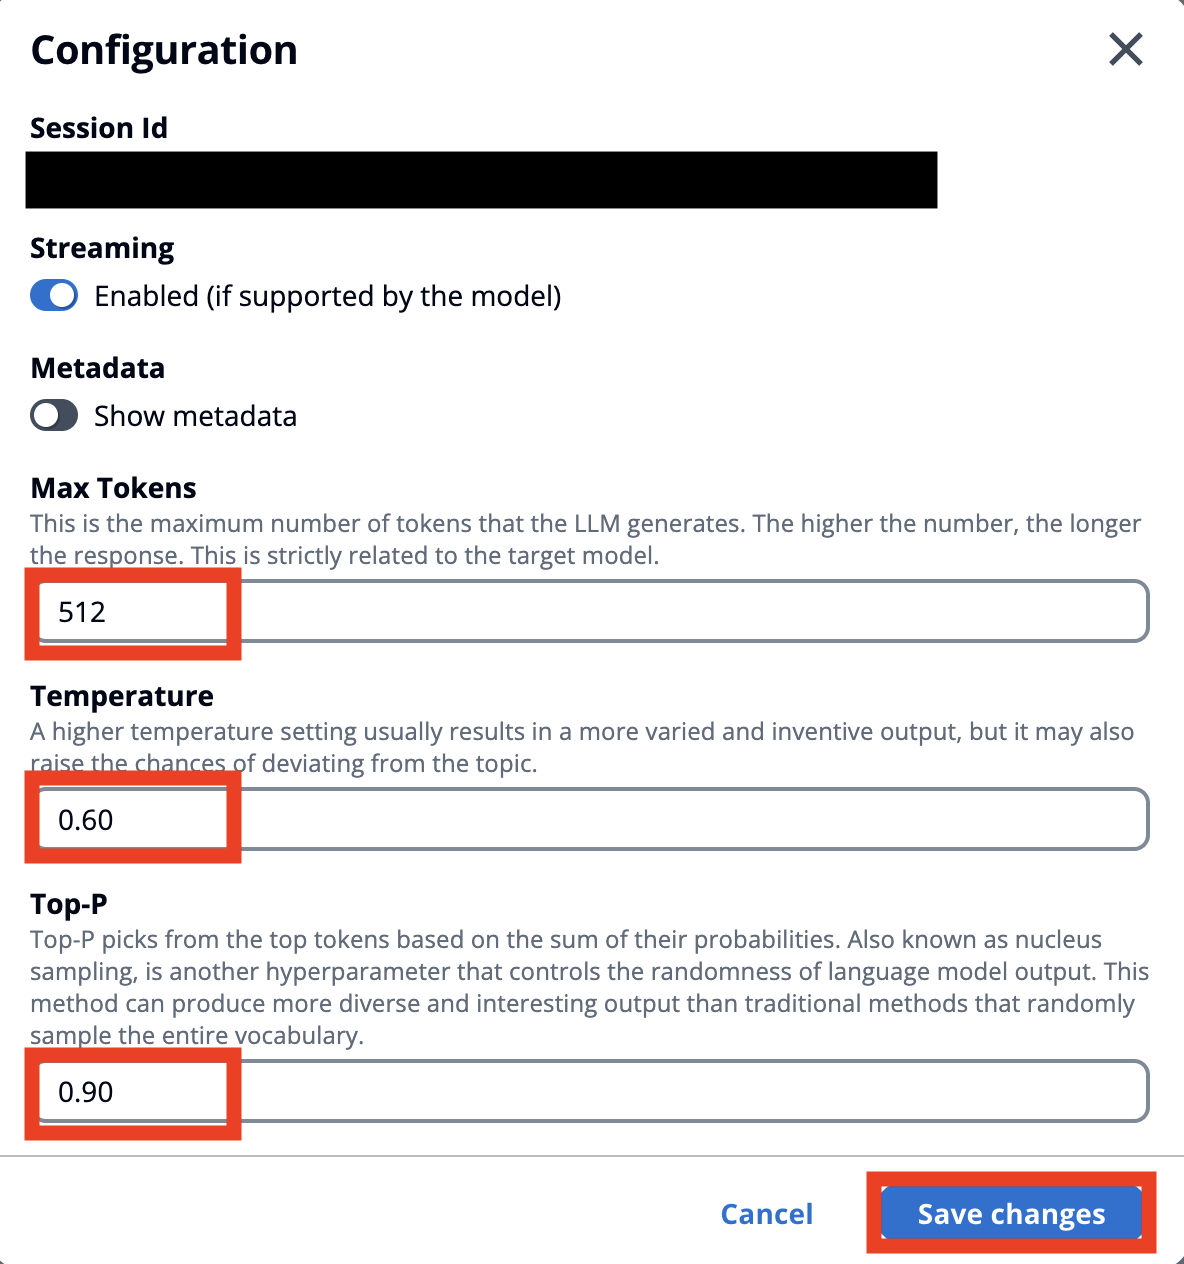 Configuration
Session Id
Streaming
Enabled (if supported by the model)
Metadata
Show metadata
Max Tokens
This is the maximum number of tokens that the LLM generates. The higher the number, the longer
the response. This is strictly related to the target model.
512
Temperature
A higher temperature setting usually results in a more varied and inventive output, but it may also
raise the chances of deviating from the topic.
0.60
Top-P
Top-P picks from the top tokens based on the sum of their probabilities. Also known as nucleus
sampling, is another hyperparameter that controls the randomness of language model output. This
method can produce more diverse and interesting output than traditional methods that randomly
sample the entire vocabulary.
0.90
Cancel
Save changes